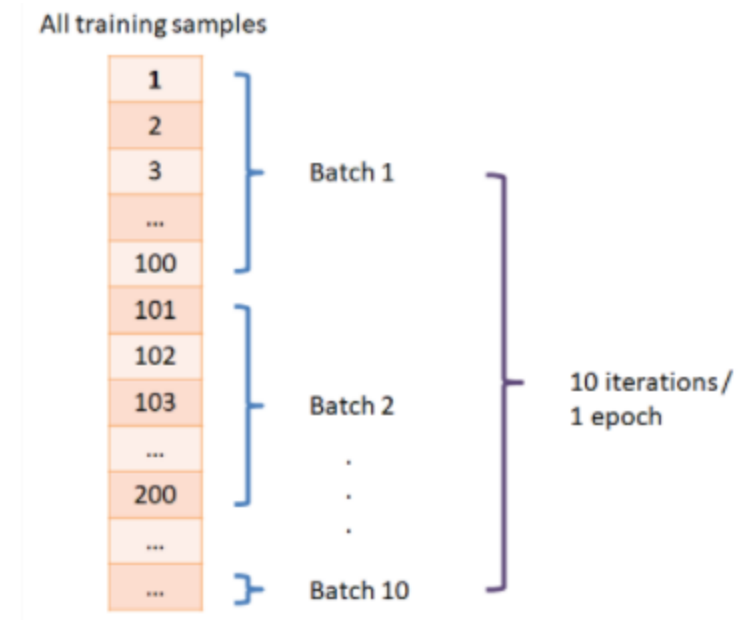 All training samples
1
2
3
...
100
101
102
103
...
200
...
...
Batch 1
Batch 2
.
.
.
Batch 10
10 iterations/
1 epoch